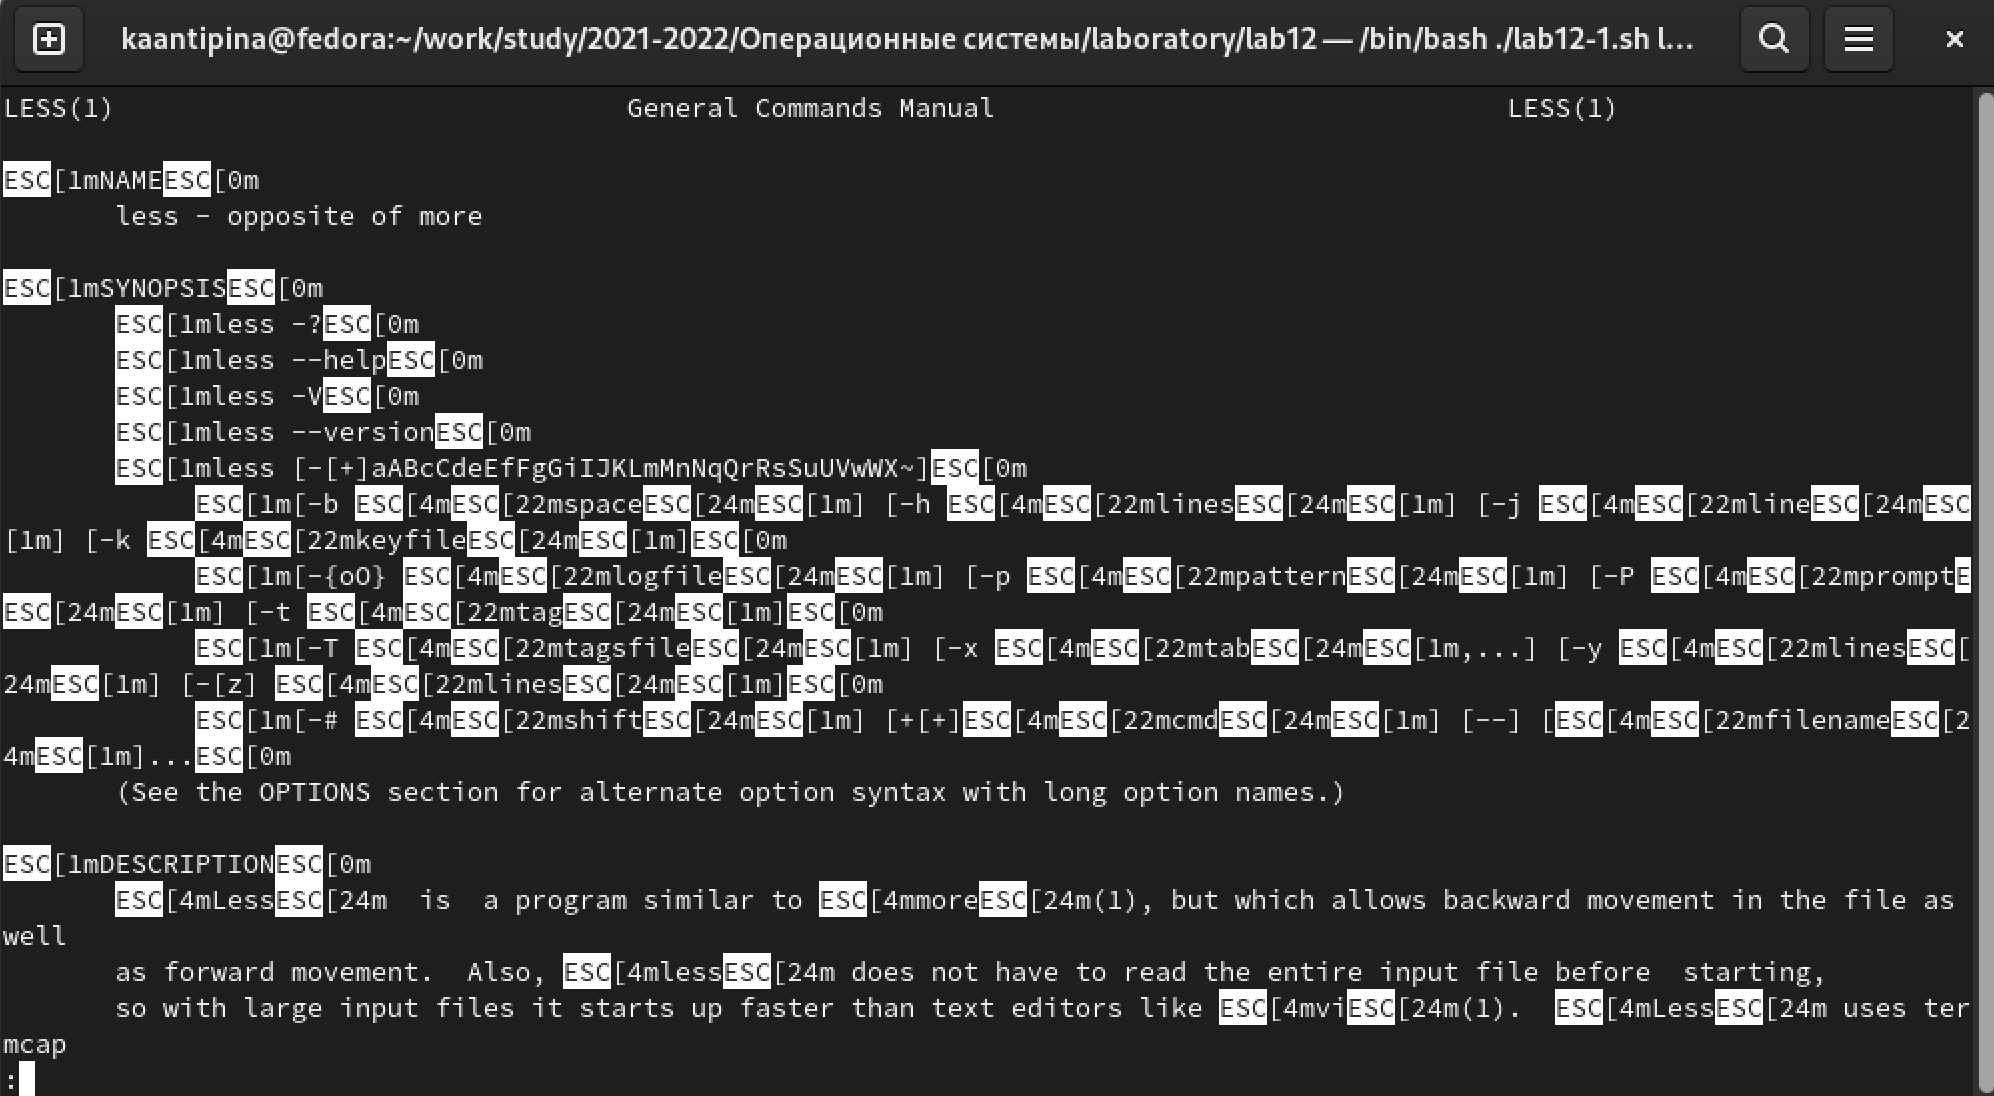 kaantipina@fedora:~/work/study/2021-2022/Операционные системы/laboratory/lab12 — /bin/bash ./lab12-1.sh l…
LESS(1)                                General Commands Manual                                LESS(1)
ESC[1mNAMEESC[0m
       less - opposite of more
ESC[1mSYNOPSISESC[0m
       ESC[1mless -?ESC[0m
       ESC[1mless --helpESC[0m
       ESC[1mless -VESC[0m
       ESC[1mless --versionESC[0m
       ESC[1mless [-[+]aABcCdeEfFgGiIJKLmMnNqQrRsSuUVwWX~]ESC[0m
            ESC[1m[-b ESC[4mESC[22mspaceESC[24mESC[1m] [-h ESC[4mESC[22mlinesESC[24mESC[1m] [-j ESC[4mESC[22mlineESC[24mESC
[1m] [-k ESC[4mESC[22mkeyfileESC[24mESC[1m]ESC[0m
            ESC[1m[-{oO} ESC[4mESC[22mlogfileESC[24mESC[1m] [-p ESC[4mESC[22mpatternESC[24mESC[1m] [-P ESC[4mESC[22mpromptE
ESC[24mESC[1m] [-t ESC[4mESC[22mtagESC[24mESC[1m]ESC[0m
            ESC[1m[-T ESC[4mESC[22mtagsfileESC[24mESC[1m] [-x ESC[4mESC[22mtabESC[24mESC[1m,...] [-y ESC[4mESC[22mlinesESC[
24mESC[1m] [-[z] ESC[4mESC[22mlinesESC[24mESC[1m]ESC[0m
            ESC[1m[-# ESC[4mESC[22mshiftESC[24mESC[1m] [+[+]ESC[4mESC[22mcmdESC[24mESC[1m] [--] [ESC[4mESC[22mfilenameESC[2
4mESC[1m]...ESC[0m
       (See the OPTIONS section for alternate option syntax with long option names.)
ESC[1mDESCRIPTIONESC[0m
       ESC[4mLessESC[24m  is  a program similar to ESC[4mmoreESC[24m(1), but which allows backward movement in the file as
well
       as forward movement.  Also, ESC[4mlessESC[24m does not have to read the entire input file before  starting,
       so with large input files it starts up faster than text editors like ESC[4mviESC[24m(1).  ESC[4mLessESC[24m uses ter
mcap
: